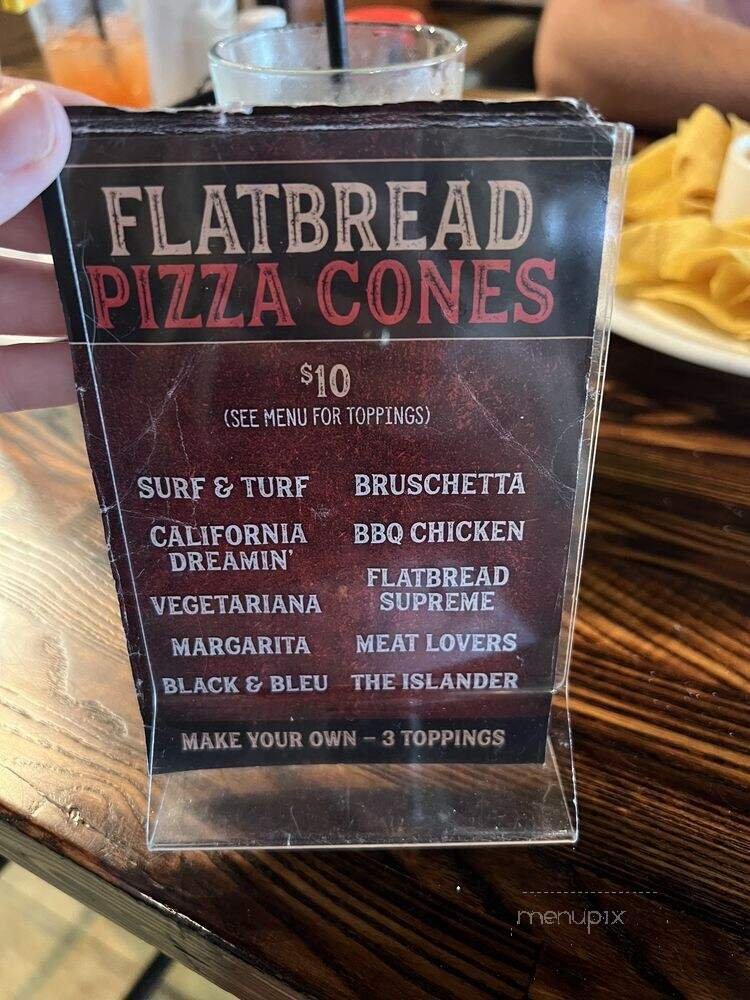 FLATBREAD
PIZZA CONES
$10
(SEE MENU FOR TOPPINGS)
SURF & TURF
CALIFORNIA
DREAMIN'
VEGETARIANA
MARGARITA
BLACK & BLEU
BRUSCHETTA
BBQ CHICKEN
FLATBREAD
SUPREME
MEAT LOVERS
THE ISLANDER
MAKE YOUR OWN – 3 TOPPINGS
menupix